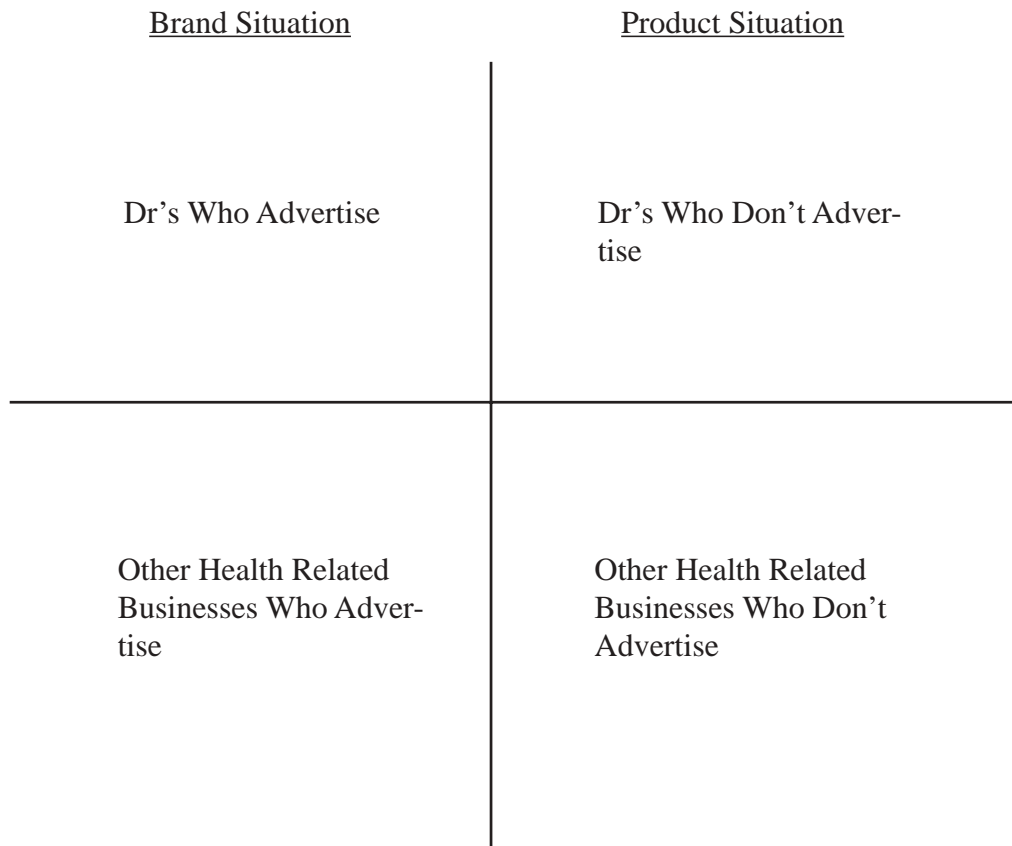 Brand Situation
Product Situation
Dr’s Who Advertise
Dr’s Who Don’t Adver-
tise
Other Health Related
Businesses Who Adver-
tise
Other Health Related
Businesses Who Don’t
Advertise